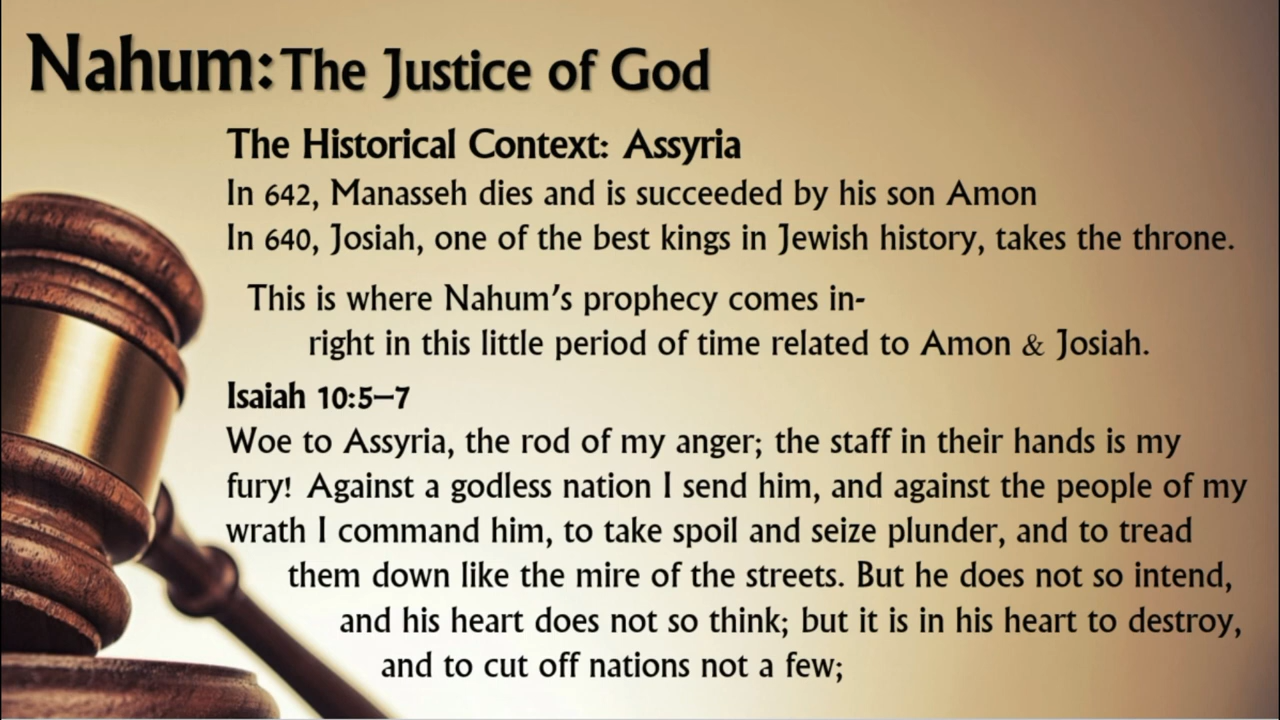 Nahum: The Justice of God
The Historical Context: Assyria
In 642, Manasseh dies and is succeeded by his son Amon
In 640, Josiah, one of the best kings in Jewish history, takes the throne.
This is where Nahum's prophecy comes in-
right in this little period of time related to Amon & Josiah.
Isaiah 10:5–7
Woe to Assyria, the rod of my anger; the staff in their hands is my
fury! Against a godless nation I send him, and against the people of my
wrath I command him, to take spoil and seize plunder, and to tread
them down like the mire of the streets. But he does not so intend,
and his heart does not so think; but it is in his heart to destroy,
and to cut off nations not a few;